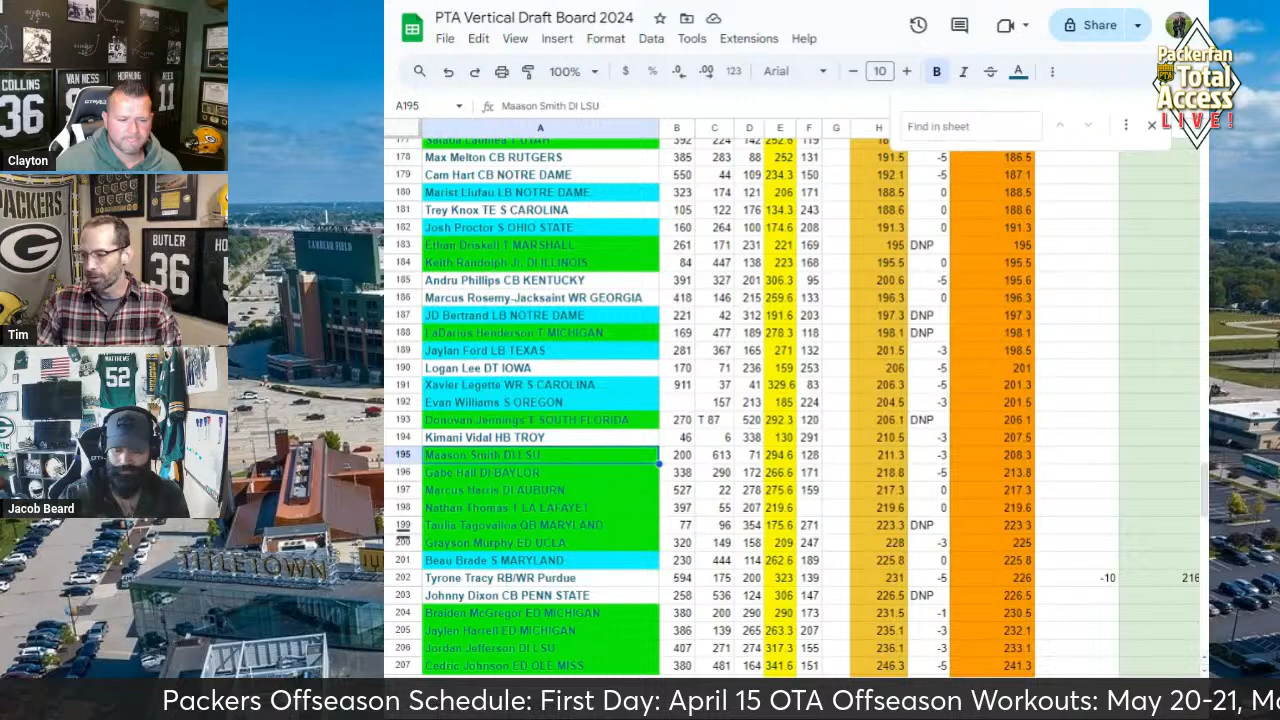 PTA Vertical Draft Board 2024
File Edit View Insert Format Data Tools Extensions Help
Share
100% $ % .0 .00 123 Arial 10 B I S A
A195 fx Maason Smith DI LSU
Find in sheet
Packerfan
Total
Access
LIVE!
COLLINS
36
VAN NESS
HORNUNG
REED
11
Clayton
PACKERS
G
BUTLER
36
Tim
MATTHEWS
52
Jacob Beard
LAMBEAU FIELD
TITLETOWN
A B C D E F G H
178 Max Melton CB RUTGERS 385 283 88 252 131 191.5 -5 186.5
179 Cam Hart CB NOTRE DAME 550 44 109 234.3 150 192.1 -5 187.1
180 Marist Liufau LB NOTRE DAME 323 174 121 206 171 188.5 0 188.5
181 Trey Knox TE S CAROLINA 105 122 176 134.3 243 188.6 0 188.6
182 Josh Proctor S OHIO STATE 160 264 100 174.6 208 191.3 0 191.3
183 Ethan Driskell T MARSHALL 261 171 231 221 169 195 DNP 195
184 Keith Randolph Jr. DI ILLINOIS 84 447 138 223 168 195.5 0 195.5
185 Andru Phillips CB KENTUCKY 391 327 201 306.3 95 200.6 -5 195.6
186 Marcus Rosemy-Jacksaint WR GEORGIA 418 146 215 259.6 133 196.3 0 196.3
187 JD Bertrand LB NOTRE DAME 221 42 312 191.6 203 197.3 DNP 197.3
188 LaDarius Henderson T MICHIGAN 169 477 189 278.3 118 198.1 DNP 198.1
189 Jaylan Ford LB TEXAS 281 367 165 271 132 201.5 -3 198.5
190 Logan Lee DT IOWA 170 71 236 159 253 206 -5 201
191 Xavier Legette WR S CAROLINA 911 37 41 329.6 83 206.3 -5 201.3
192 Evan Williams S OREGON 157 213 185 224 204.5 -3 201.5
193 Donovan Jennings T SOUTH FLORIDA 270 T 87 520 292.3 120 206.1 DNP 206.1
194 Kimani Vidal HB TROY 46 6 338 130 291 210.5 -3 207.5
195 Maason Smith DI LSU 200 613 71 294.6 128 211.3 -3 208.3
196 Gabe Hall DI BAYLOR 338 290 172 266.6 171 218.8 -5 213.8
197 Marcus Harris DI AUBURN 527 22 278 275.6 159 217.3 0 217.3
198 Nathan Thomas T LA LAFAYET 397 55 207 219.6 219.6 0 219.6
199 Taulia Tagovailoa QB MARYLAND 77 96 354 175.6 271 223.3 DNP 223.3
200 Grayson Murphy ED UCLA 320 149 158 209 247 228 -3 225
201 Beau Brade S MARYLAND 230 444 114 262.6 189 225.8 0 225.8
202 Tyrone Tracy RB/WR Purdue 594 175 200 323 139 231 -5 226 -10 216
203 Johnny Dixon CB PENN STATE 258 536 124 306 147 226.5 DNP 226.5
204 Braiden McGregor ED MICHIGAN 380 200 290 290 173 231.5 -1 230.5
205 Jaylen Harrell ED MICHIGAN 386 139 265 263.3 207 235.1 -3 232.1
206 Jordan Jefferson DI LSU 407 271 274 317.3 155 236.1 -3 233.1
207 Cedric Johnson ED OLE MISS 380 481 164 341.6 151 246.3 -5 241.3
Packers Offseason Schedule: First Day: April 15 OTA Offseason Workouts: May 20-21, M